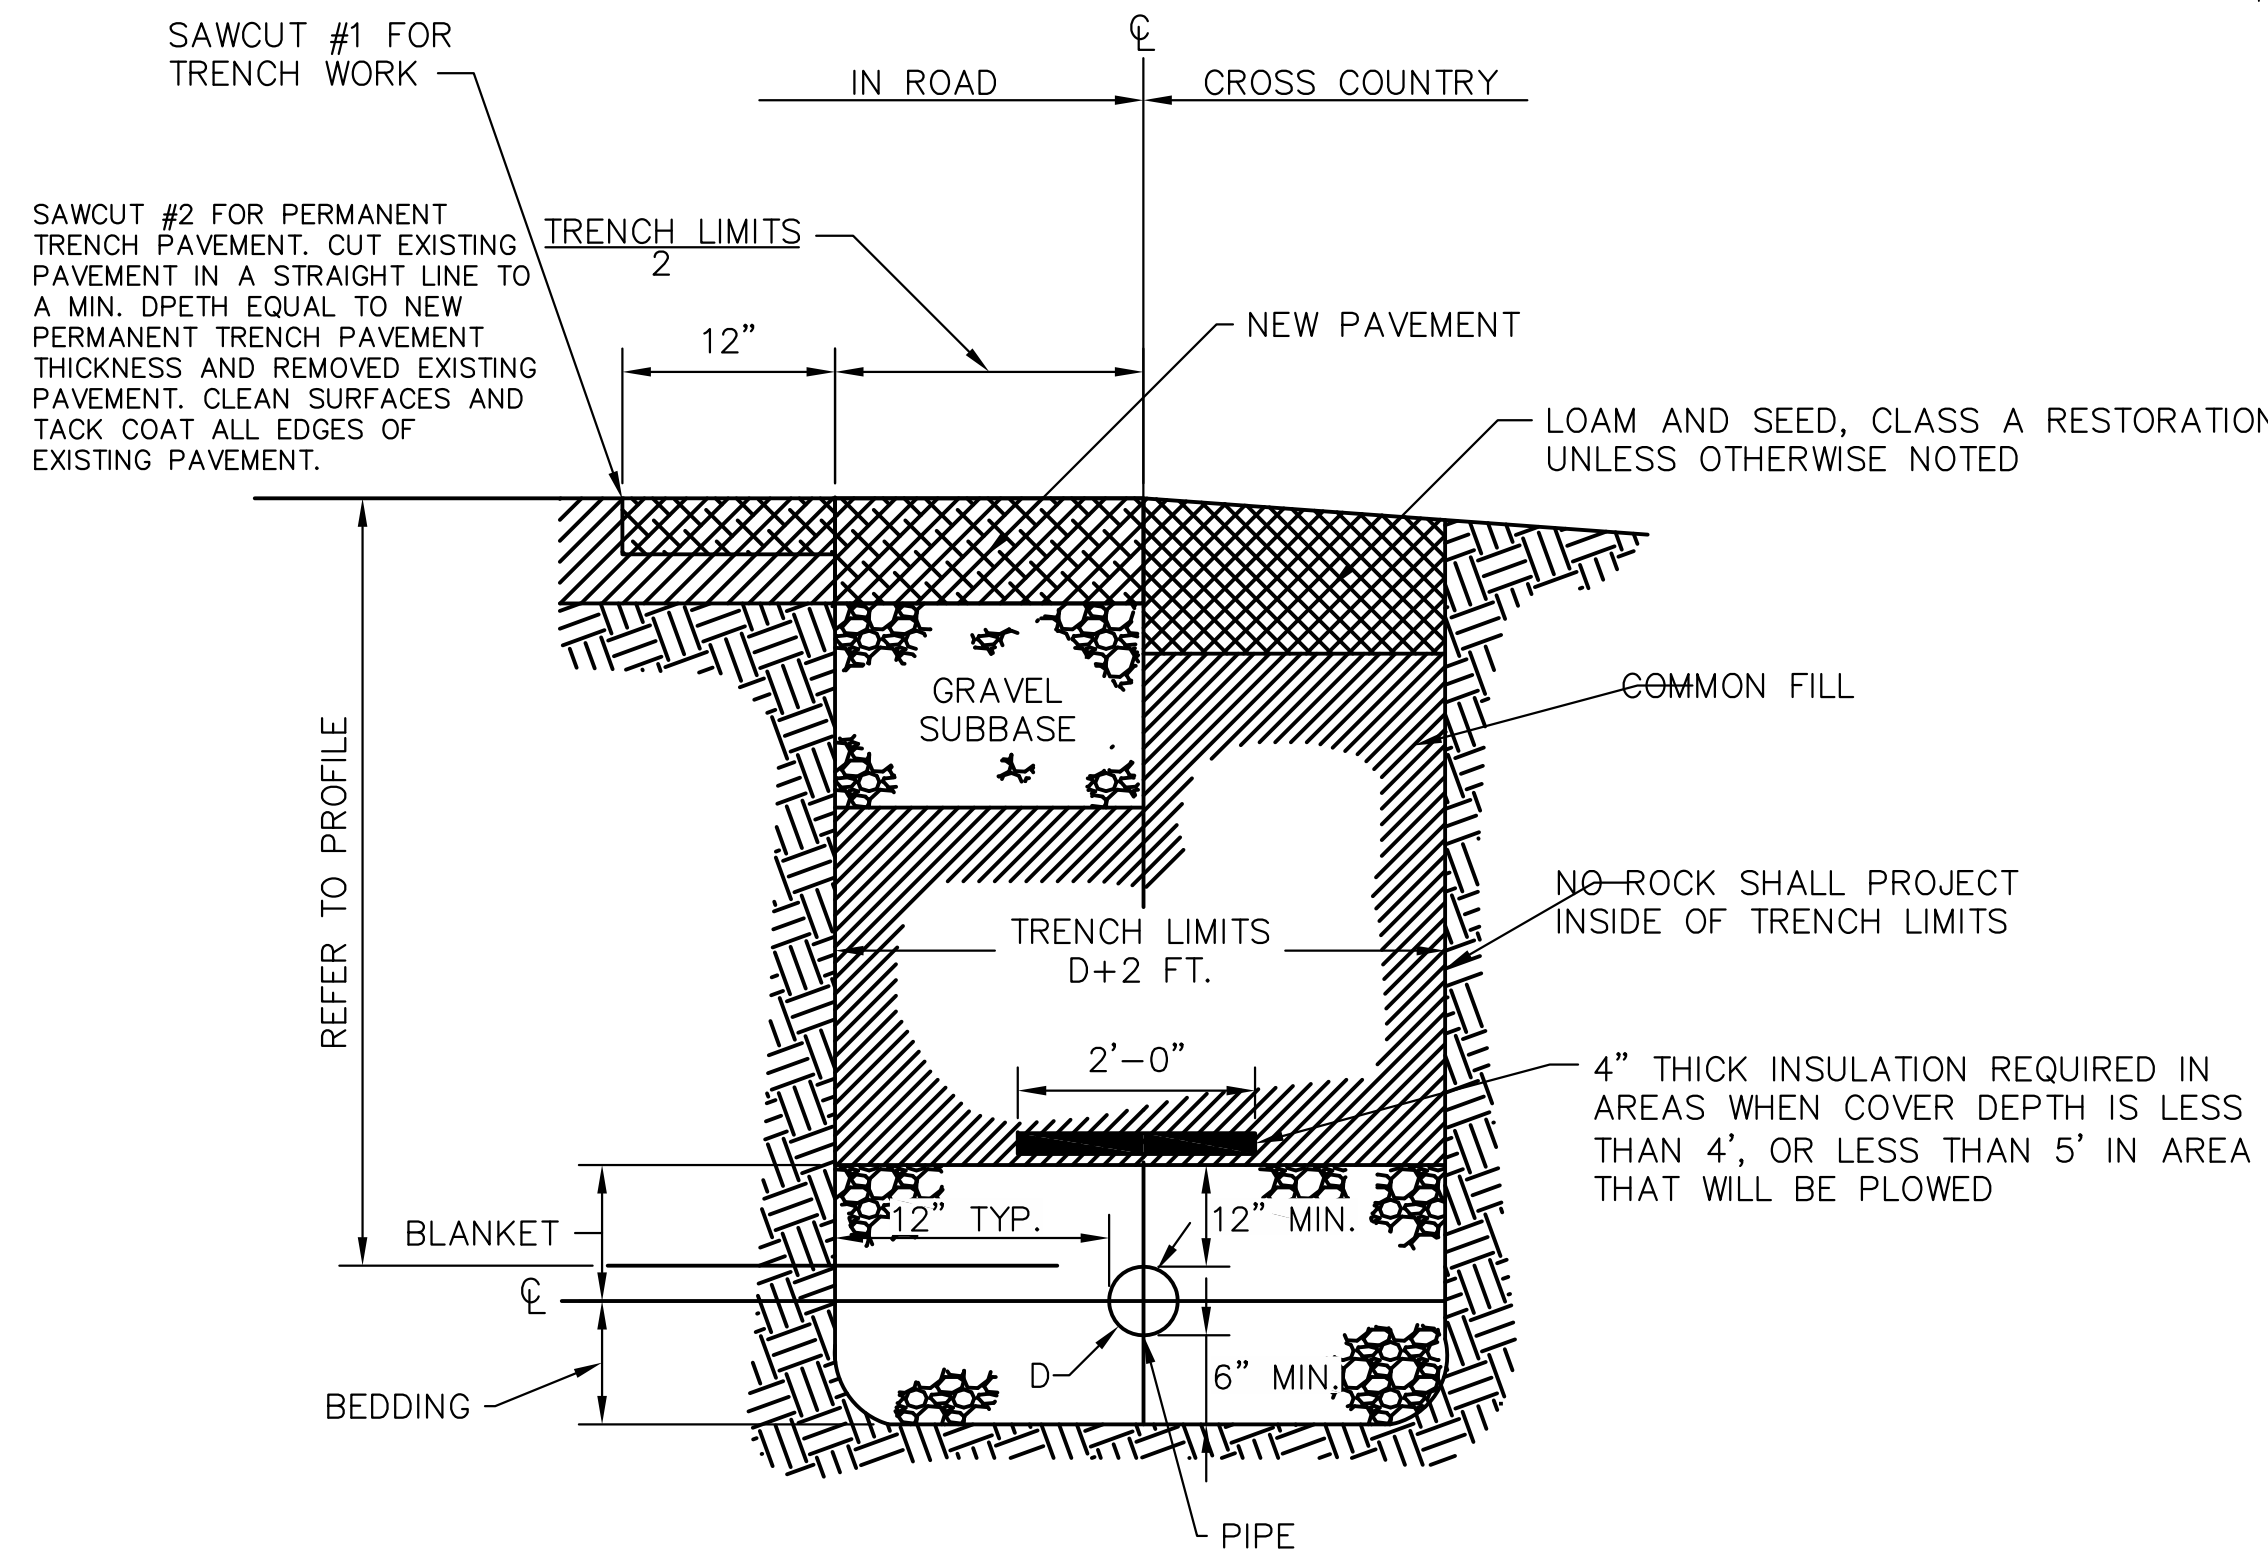 SAWCUT #1 FOR
TRENCH WORK
℄
IN ROAD
CROSS COUNTRY
SAWCUT #2 FOR PERMANENT
TRENCH PAVEMENT. CUT EXISTING
PAVEMENT IN A STRAIGHT LINE TO
A MIN. DPETH EQUAL TO NEW
PERMANENT TRENCH PAVEMENT
THICKNESS AND REMOVED EXISTING
PAVEMENT. CLEAN SURFACES AND
TACK COAT ALL EDGES OF
EXISTING PAVEMENT.
TRENCH LIMITS
2
12"
NEW PAVEMENT
LOAM AND SEED, CLASS A RESTORATION
UNLESS OTHERWISE NOTED
GRAVEL
SUBBASE
COMMON FILL
REFER TO PROFILE
NO ROCK SHALL PROJECT
INSIDE OF TRENCH LIMITS
TRENCH LIMITS
D+2 FT.
2'-0"
4" THICK INSULATION REQUIRED IN
AREAS WHEN COVER DEPTH IS LESS
THAN 4', OR LESS THAN 5' IN AREA
THAT WILL BE PLOWED
BLANKET
12" TYP.
12" MIN.
℄
BEDDING
D
6" MIN.
PIPE